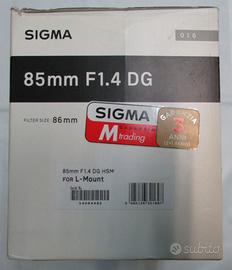 SIGMA
016
85mm F1.4 DG
FILTER SIZE 86mm
SIGMA
M trading
GARANZIA
3
ANNI
85mm F1.4 DG HSM
FOR L-Mount
subito